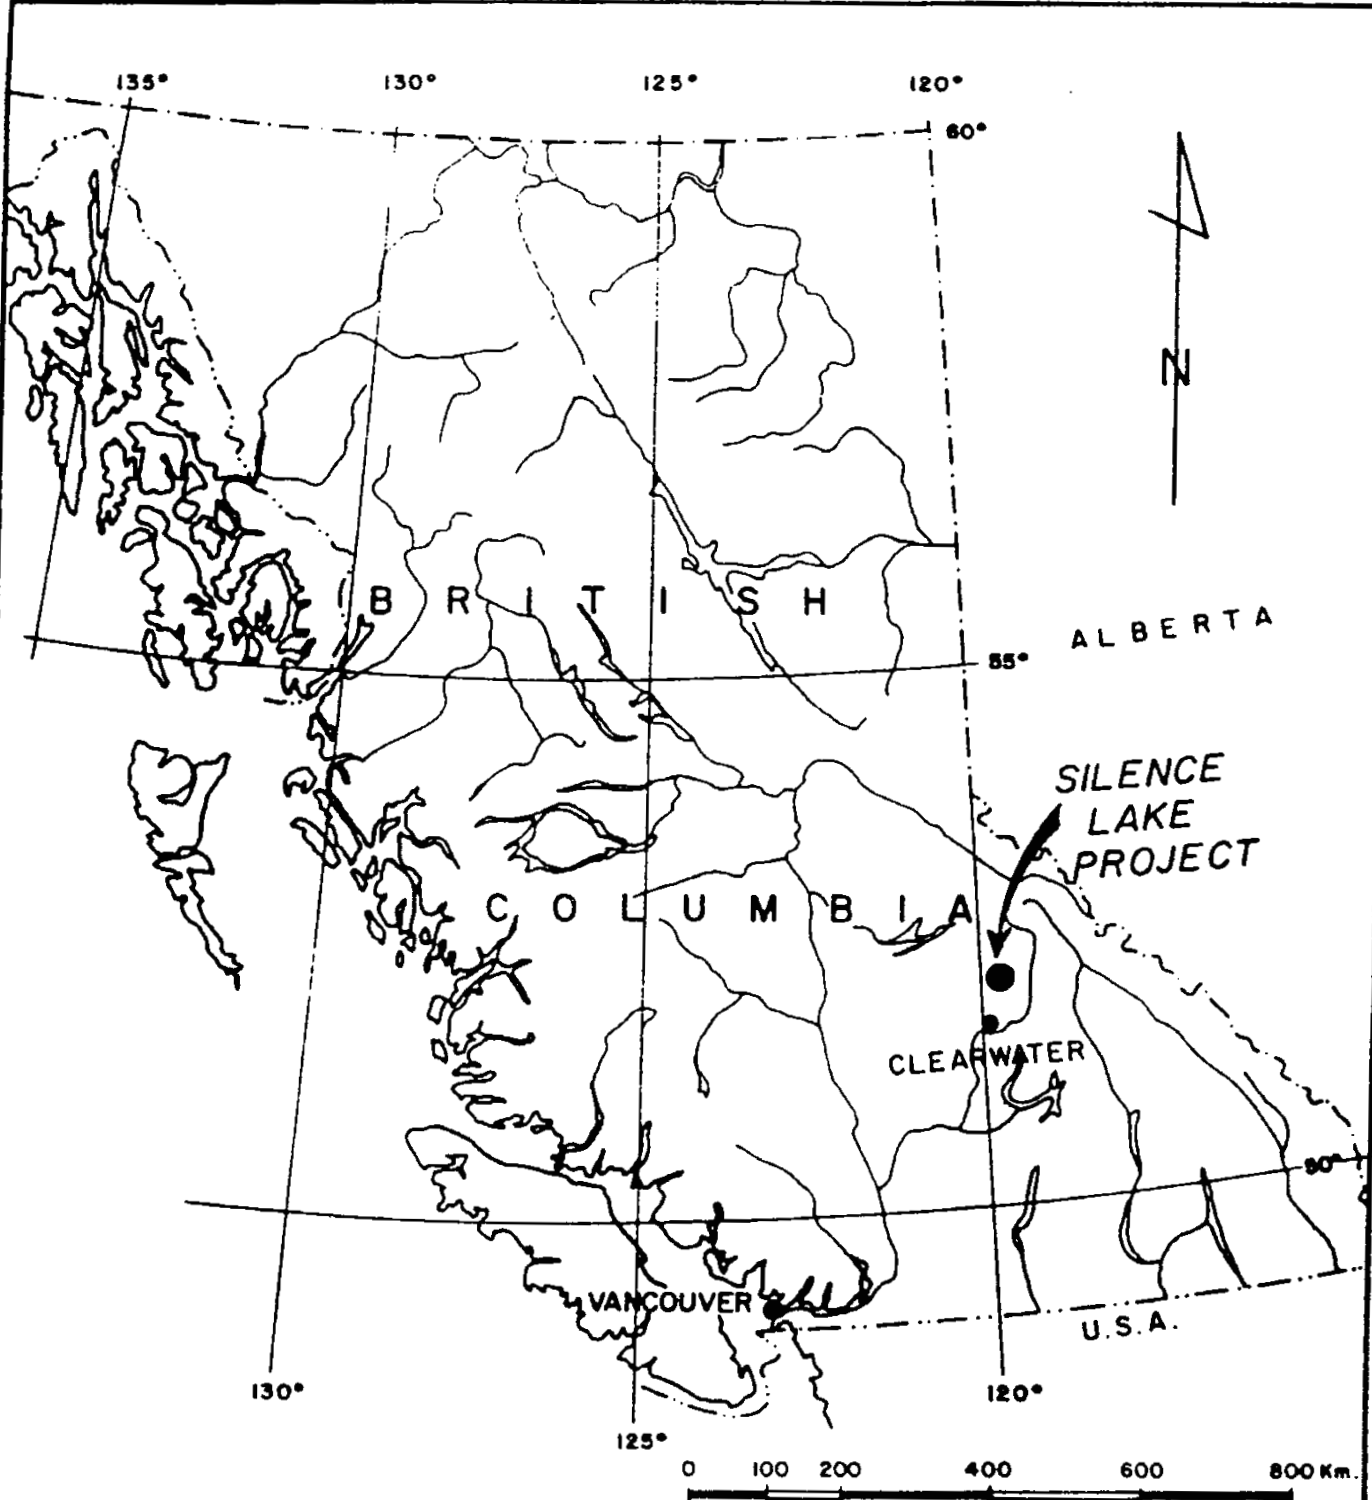 135° 130° 125° 120°
60°
N
B R I T I S H
ALBERTA
55°
SILENCE
LAKE
PROJECT
C O L U M B I A
CLEARWATER
50°
VANCOUVER
U.S.A.
130° 120°
125°
0 100 200 400 600 800 Km.